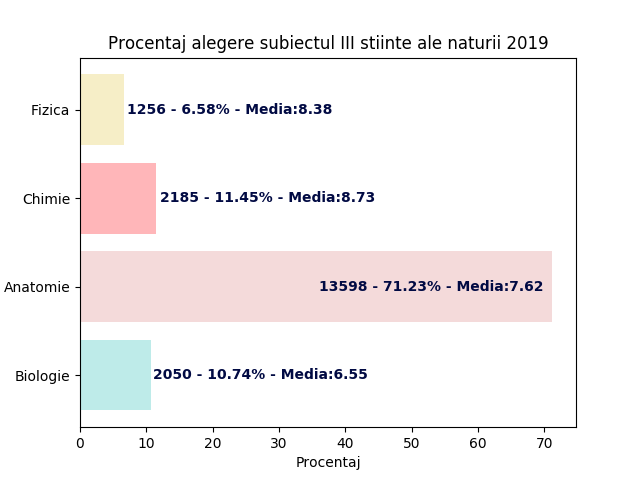 Procentaj alegere subiectul III stiinte ale naturii 2019
Fizica
1256 - 6.58% - Media:8.38
Chimie
2185 - 11.45% - Media:8.73
Anatomie
13598 - 71.23% - Media:7.62
Biologie
2050 - 10.74% - Media:6.55
0 10 20 30 40 50 60 70
Procentaj